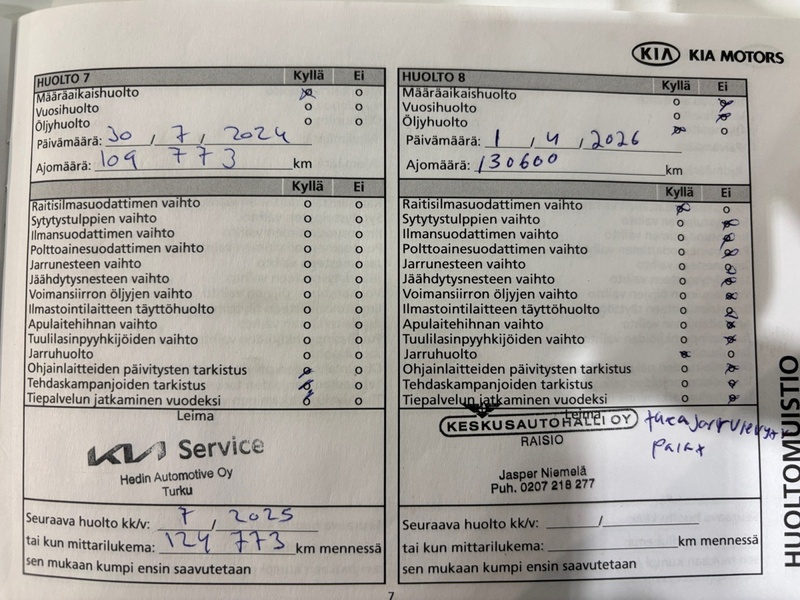 KIA KIA MOTORS
HUOLTO 7 Kyllä Ei
Määräaikaishuolto
Vuosihuolto
Öljyhuolto
Päivämäärä: 30 / 7 / 2024
Ajomäärä: 109 773 km
Kyllä Ei
Raitisilmasuodattimen vaihto
Sytytystulppien vaihto
Ilmansuodattimen vaihto
Polttoainesuodattimen vaihto
Jarrunesteen vaihto
Jäähdytysnesteen vaihto
Voimansiirron öljyjen vaihto
Ilmastointilaitteen täyttöhuolto
Apulaitehihnan vaihto
Tuulilasinpyyhkijöiden vaihto
Jarruhuolto
Ohjainlaitteiden päivitysten tarkistus
Tehdaskampanjoiden tarkistus
Tiepalvelun jatkaminen vuodeksi
Leima
KIA Service
Hedin Automotive Oy
Turku
Seuraava huolto kk/v: 7 / 2025
tai kun mittarilukema: 124 773 km mennessä
sen mukaan kumpi ensin saavutetaan
HUOLTO 8 Kyllä Ei
Määräaikaishuolto
Vuosihuolto
Öljyhuolto
Päivämäärä: 1 / 4 / 2026
Ajomäärä: 130600 km
Kyllä Ei
Raitisilmasuodattimen vaihto
Sytytystulppien vaihto
Ilmansuodattimen vaihto
Polttoainesuodattimen vaihto
Jarrunesteen vaihto
Jäähdytysnesteen vaihto
Voimansiirron öljyjen vaihto
Ilmastointilaitteen täyttöhuolto
Apulaitehihnan vaihto
Tuulilasinpyyhkijöiden vaihto
Jarruhuolto
Ohjainlaitteiden päivitysten tarkistus
Tehdaskampanjoiden tarkistus
Tiepalvelun jatkaminen vuodeksi
Leima
KESKUSAUTOHALLI OY
RAISIO
Jasper Niemelä
Puh. 0207 218 277
Seuraava huolto kk/v: /
tai kun mittarilukema: km mennessä
sen mukaan kumpi ensin saavutetaan
HUOLTOMUISTIO
7